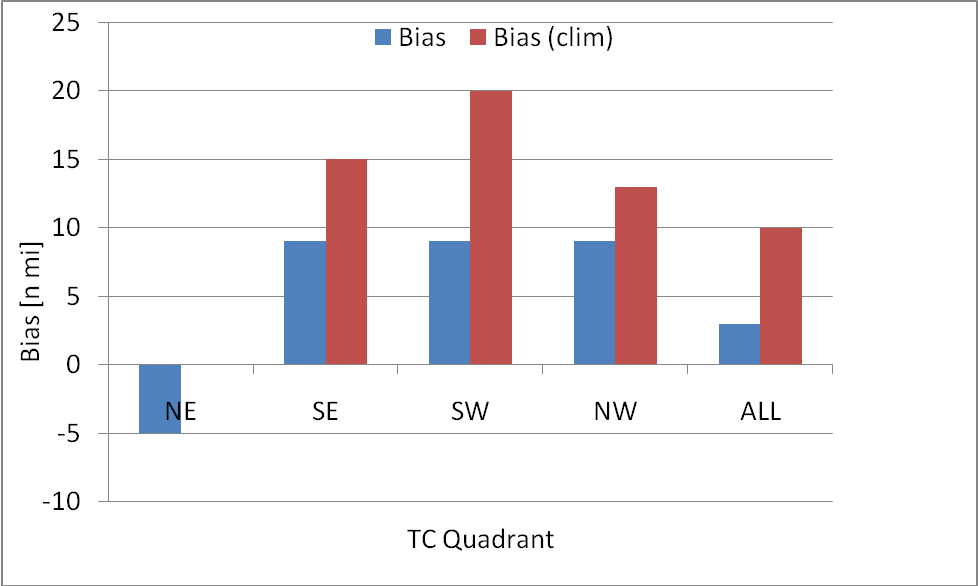 25
Bias
Bias (clim)
20
15
10
5
0
-5
-10
Bias [n mi]
NE
SE
SW
NW
ALL
TC Quadrant